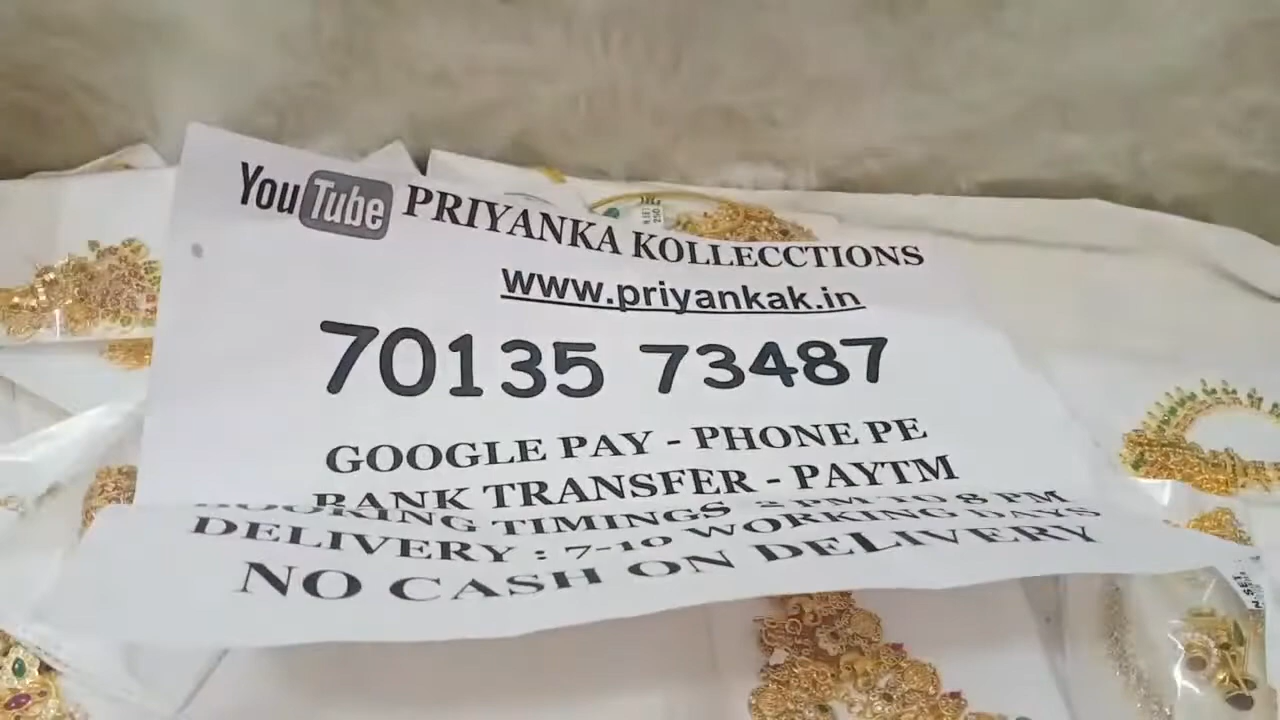 YouTube PRIYANKA KOLLECCTIONS
www.priyankak.in
70135 73487
GOOGLE PAY - PHONE PE
BANK TRANSFER - PAYTM
BOOKING TIMINGS 2 PM TO 8 PM
DELIVERY : 7-10 WORKING DAYS
NO CASH ON DELIVERY